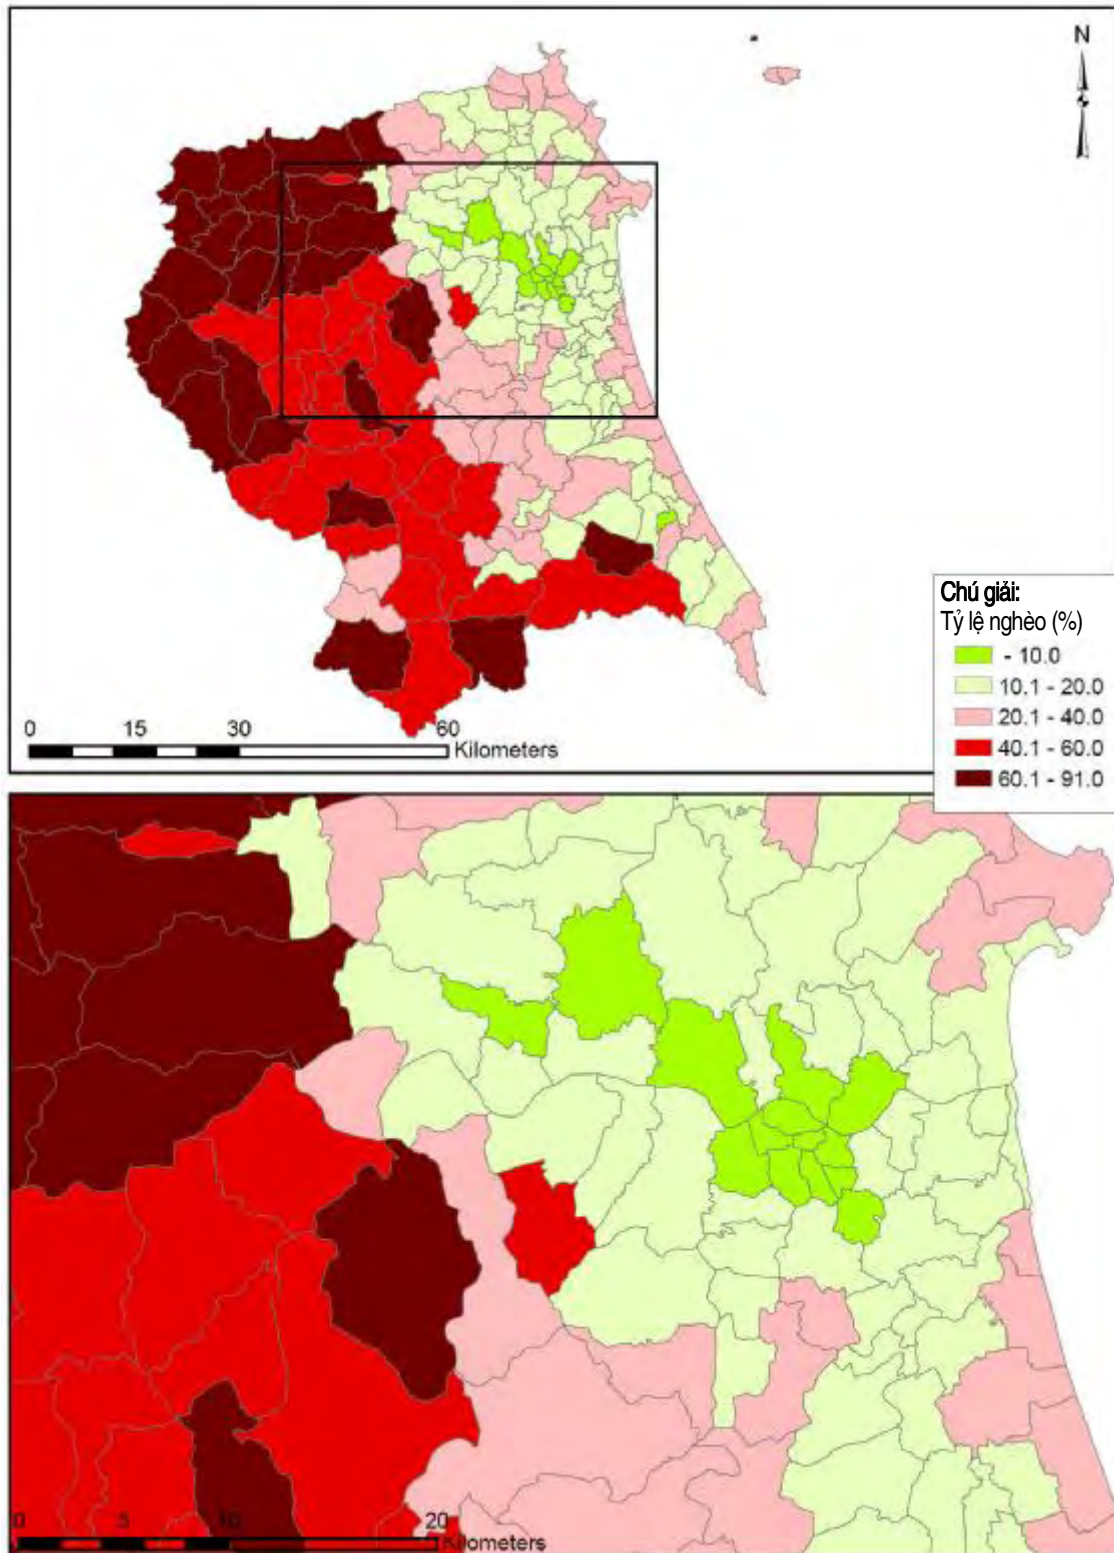 N
Chú giải:
Tỷ lệ nghèo (%)
- 10.0
10.1 - 20.0
20.1 - 40.0
40.1 - 60.0
60.1 - 91.0
0 15 30 60
Kilometers
0 5 10 20
Kilometers